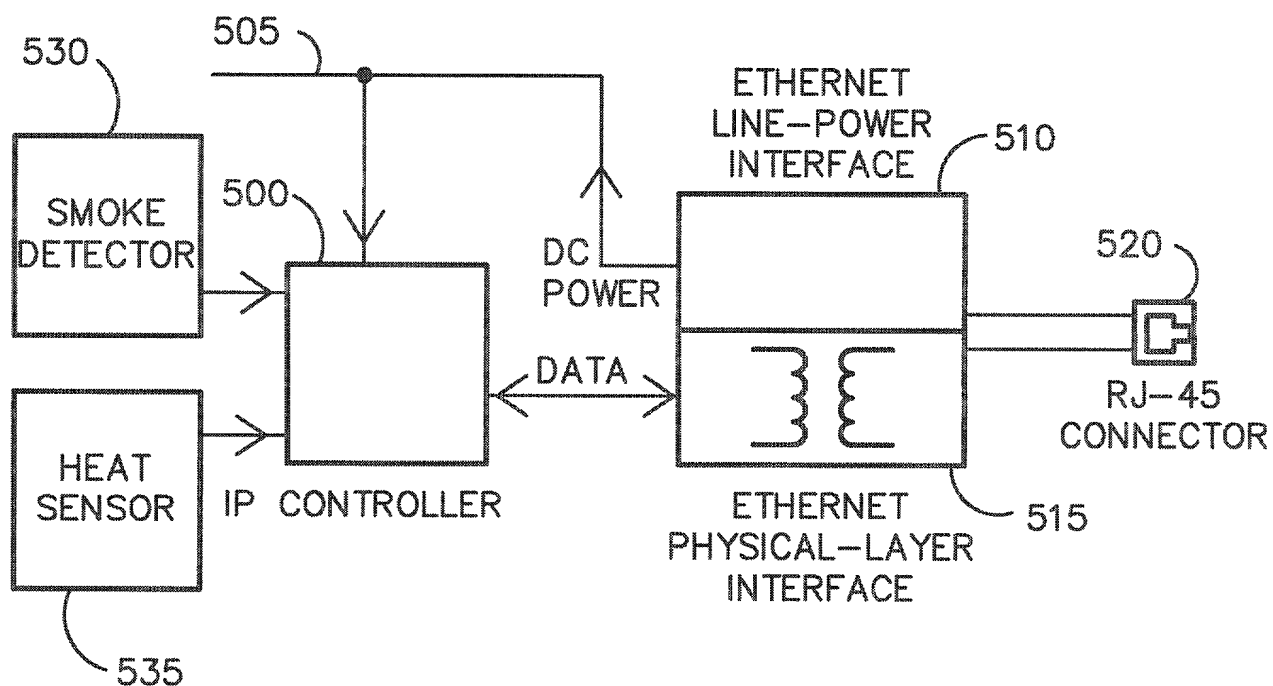 505
530
ETHERNET
LINE-POWER
INTERFACE
510
500
SMOKE
DETECTOR
DC
POWER
520
DATA
RJ-45
CONNECTOR
HEAT
SENSOR
IP CONTROLLER
ETHERNET
PHYSICAL-LAYER
INTERFACE
515
535